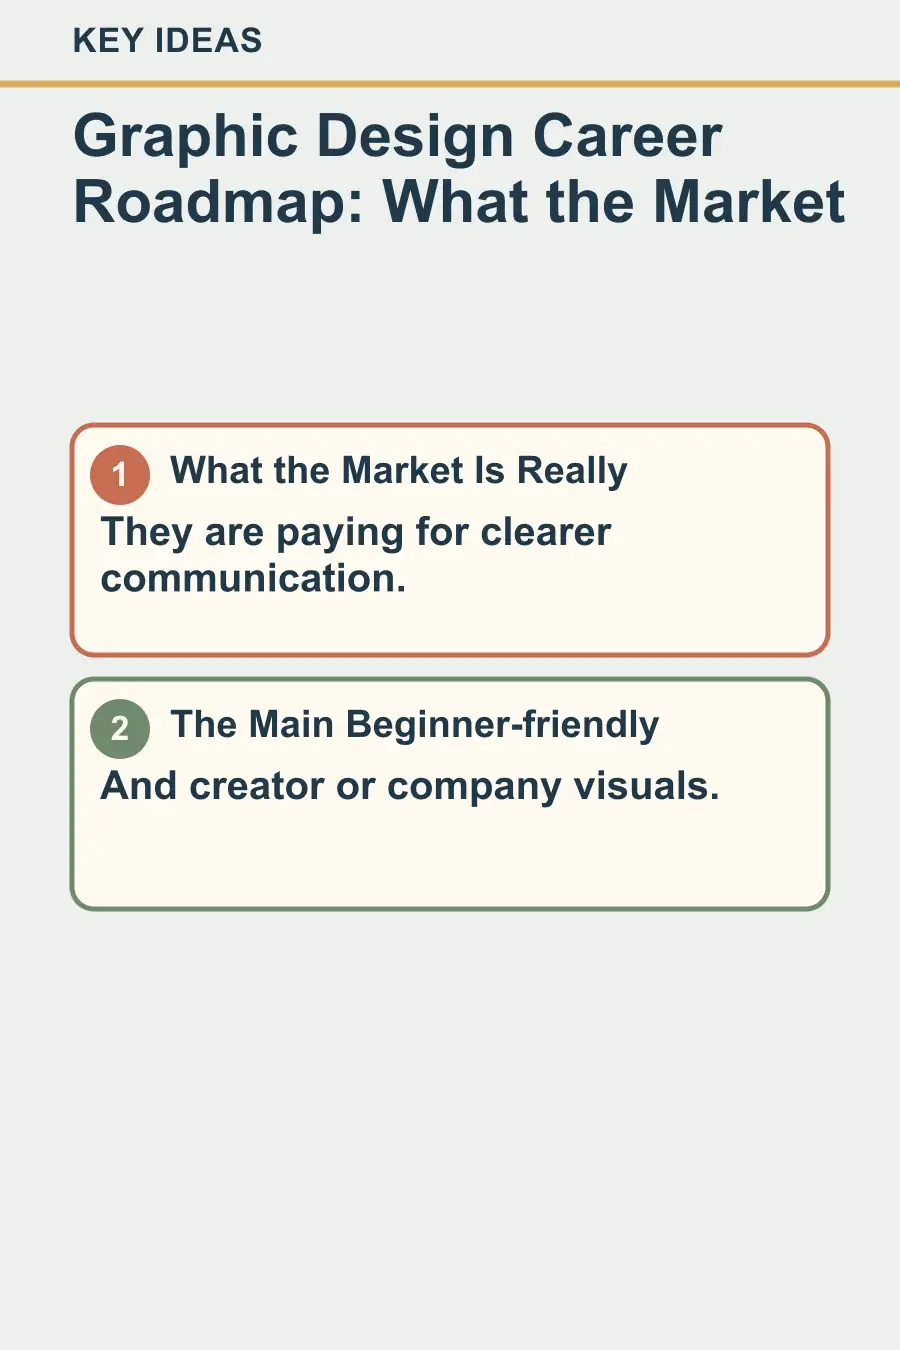 KEY IDEAS
Graphic Design Career
Roadmap: What the Market
1 What the Market Is Really
They are paying for clearer
communication.
2 The Main Beginner-friendly
And creator or company visuals.